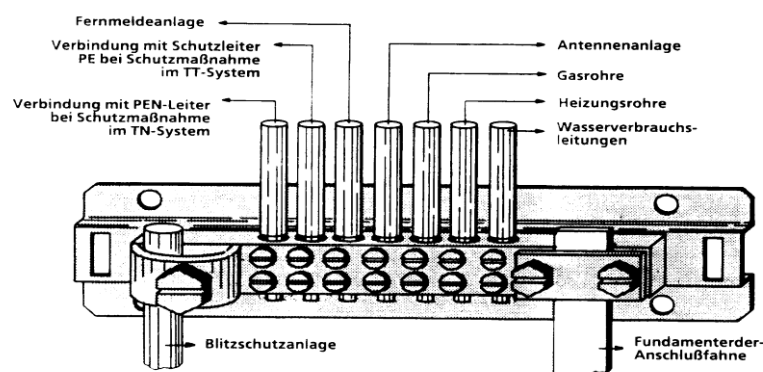 Fernmeldeanlage
Verbindung mit Schutzleiter
PE bei Schutzmaßnahme
im TT-System
Verbindung mit PEN-Leiter
bei Schutzmaßnahme
im TN-System
Antennenanlage
Gasrohre
Heizungsrohre
Wasserverbrauchs-
leitungen
Blitzschutzanlage
Fundamenterder-
Anschlußfahne